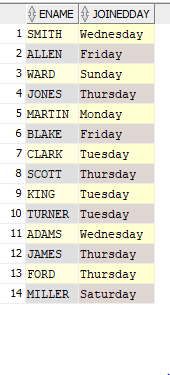 ENAME JOINEDDAY
1 SMITH Wednesday
2 ALLEN Friday
3 WARD Sunday
4 JONES Thursday
5 MARTIN Monday
6 BLAKE Friday
7 CLARK Tuesday
8 SCOTT Thursday
9 KING Tuesday
10 TURNER Tuesday
11 ADAMS Wednesday
12 JAMES Thursday
13 FORD Thursday
14 MILLER Saturday